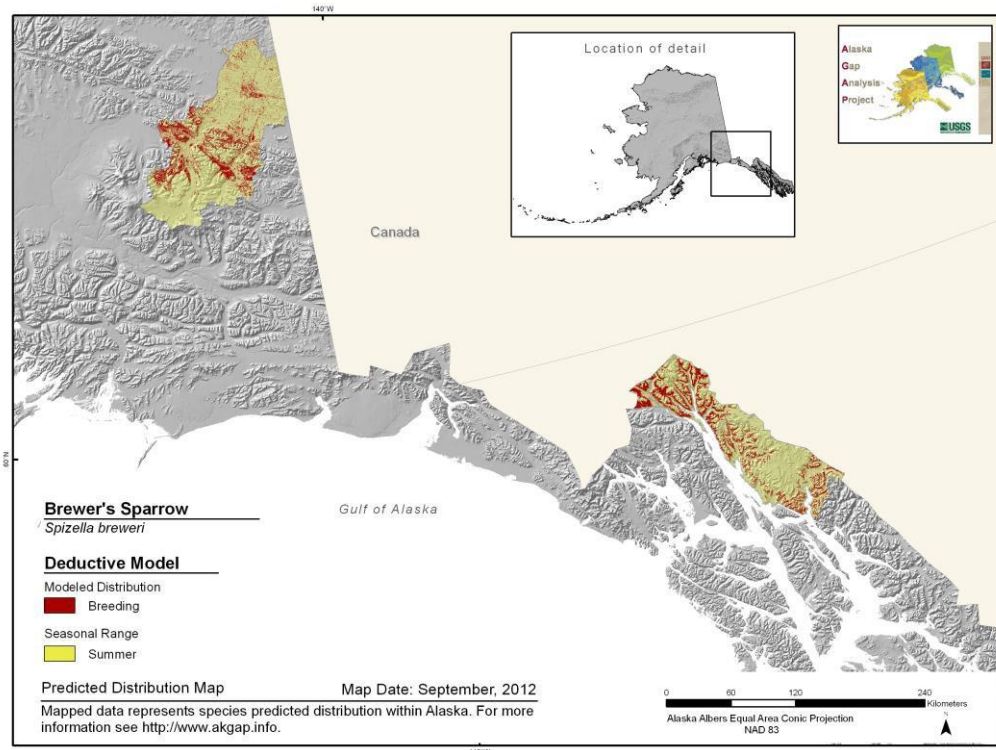 140°W
Location of detail
Alaska
Gap
Analysis
Project
USGS
Canada
60°N
Gulf of Alaska
Brewer's Sparrow
Spizella breweri
Deductive Model
Modeled Distribution
Breeding
Seasonal Range
Summer
Predicted Distribution Map Map Date: September, 2012
Mapped data represents species predicted distribution within Alaska. For more
information see http://www.akgap.info.
0 60 120 240
Kilometers
Alaska Albers Equal Area Conic Projection
NAD 83
N